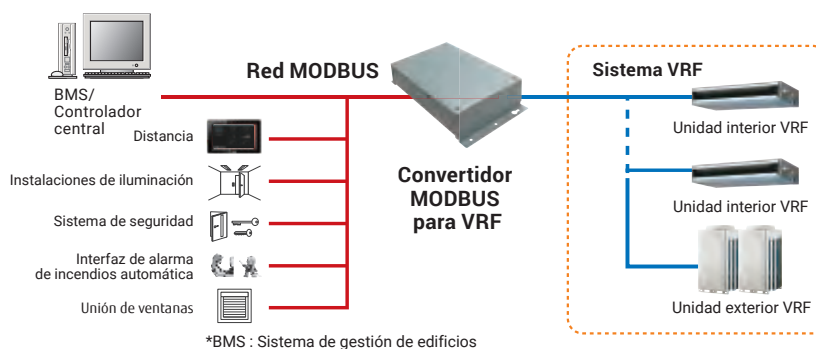 BMS/
Controlador
central
Red MODBUS
Sistema VRF
Distancia
Instalaciones de iluminación
Sistema de seguridad
Interfaz de alarma
de incendios automática
Unión de ventanas
Convertidor
MODBUS
para VRF
Unidad interior VRF
Unidad interior VRF
Unidad exterior VRF
*BMS : Sistema de gestión de edificios